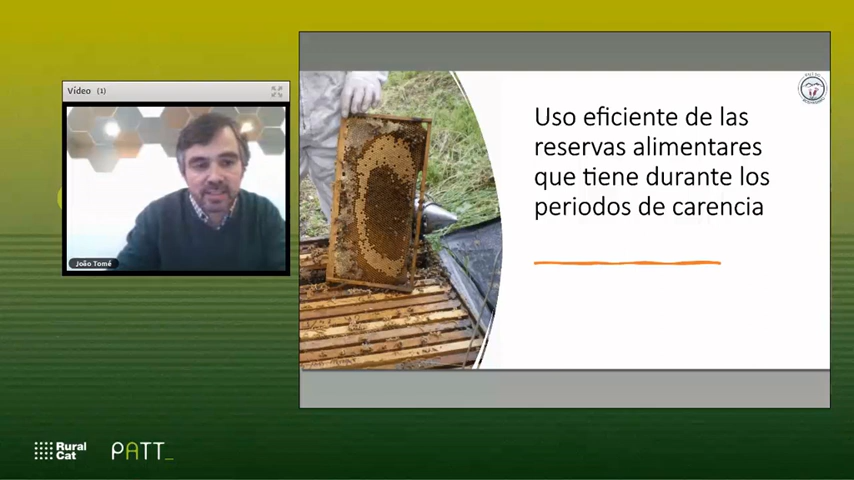 Vídeo (1)
João Tomé
Uso eficiente de las
reservas alimentares
que tiene durante los
periodos de carencia
Rural
Cat
PATT_